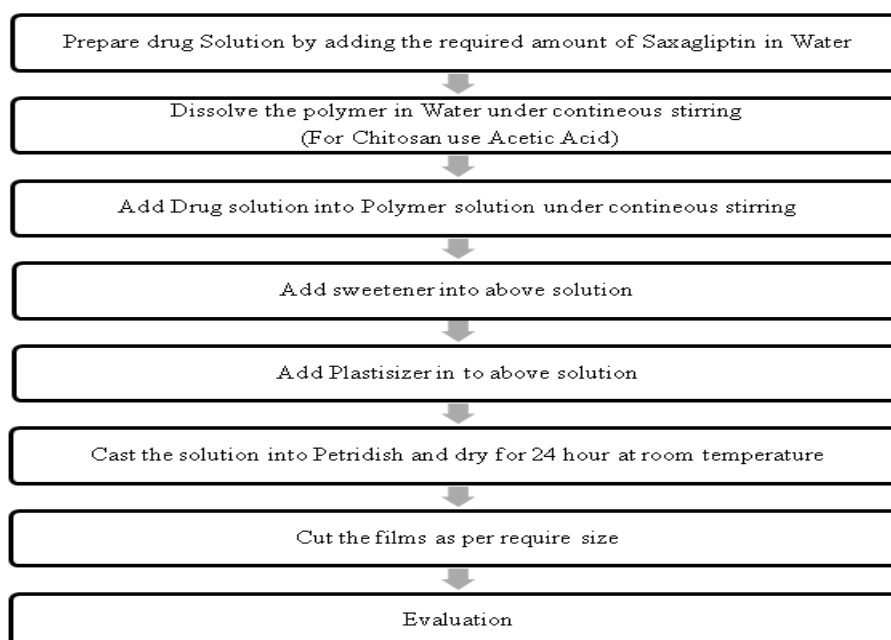 Prepare drug Solution by adding the required amount of Saxagliptin in Water
Dissolve the polymer in Water under contineous stirring
(For Chitosan use Acetic Acid)
Add Drug solution into Polymer solution under contineous stirring
Add sweetener into above solution
Add Plastisizer in to above solution
Cast the solution into Petridish and dry for 24 hour at room temperature
Cut the films as per require size
Evaluation